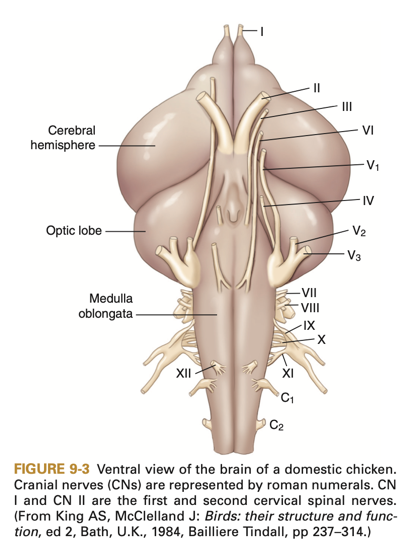 I
II
III
VI
V1
IV
V2
V3
Cerebral
hemisphere
Optic lobe
Medulla
oblongata
VII
VIII
IX
X
XI
XII
C1
C2
FIGURE 9-3 Ventral view of the brain of a domestic chicken.
Cranial nerves (CNs) are represented by roman numerals. CN
I and CN II are the first and second cervical spinal nerves.
(From King AS, McClelland J: Birds: their structure and func-
tion, ed 2, Bath, U.K., 1984, Bailliere Tindall, pp 237–314.)